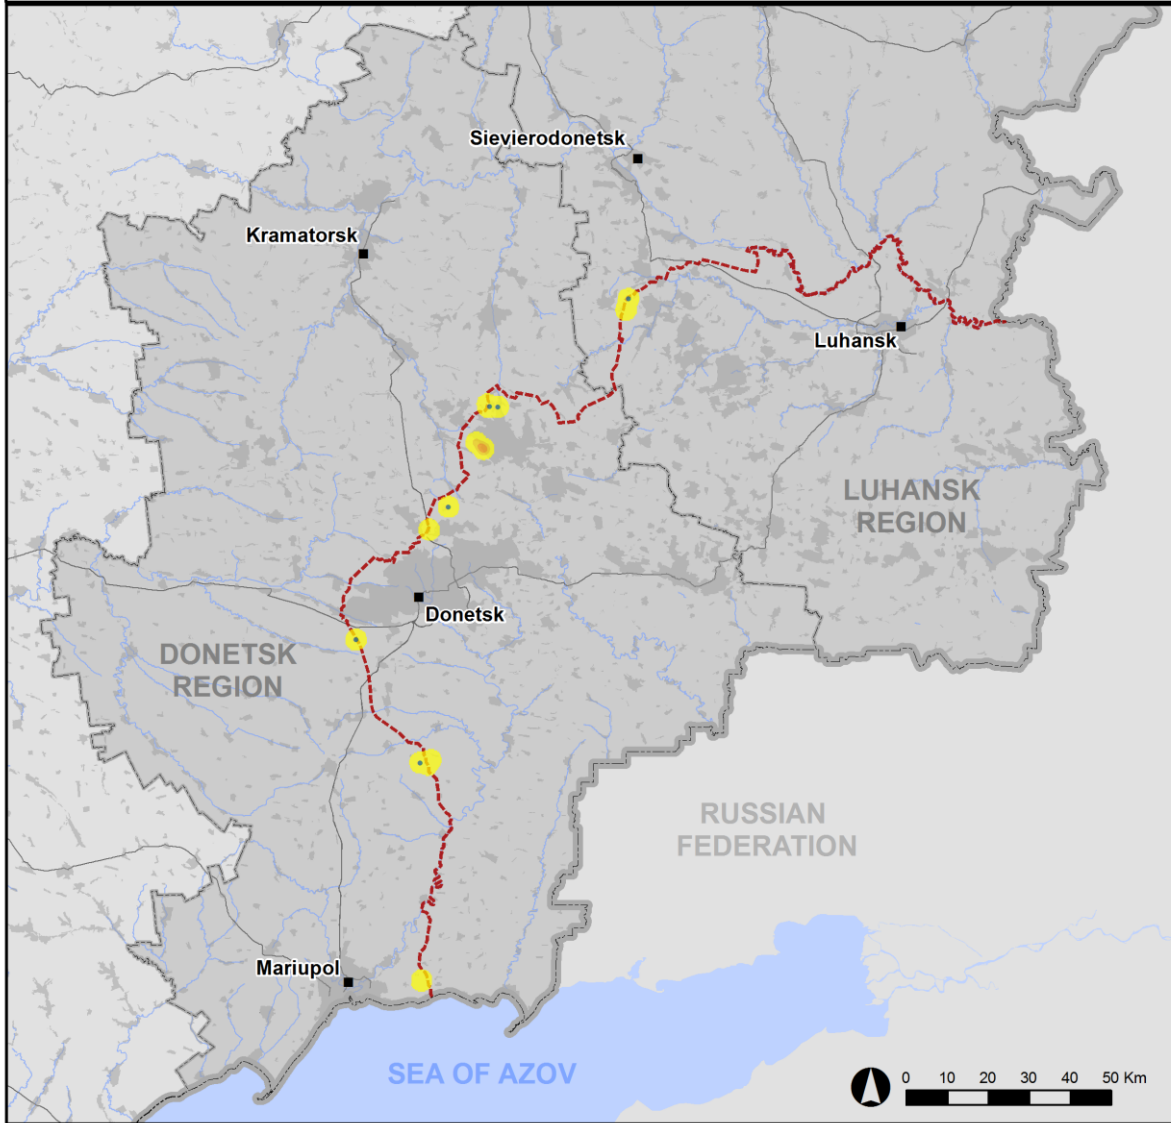 Sievierodonetsk
Kramatorsk
Luhansk
LUHANSK
REGION
Donetsk
DONETSK
REGION
RUSSIAN
FEDERATION
Mariupol
SEA OF AZOV
0 10 20 30 40 50 Km